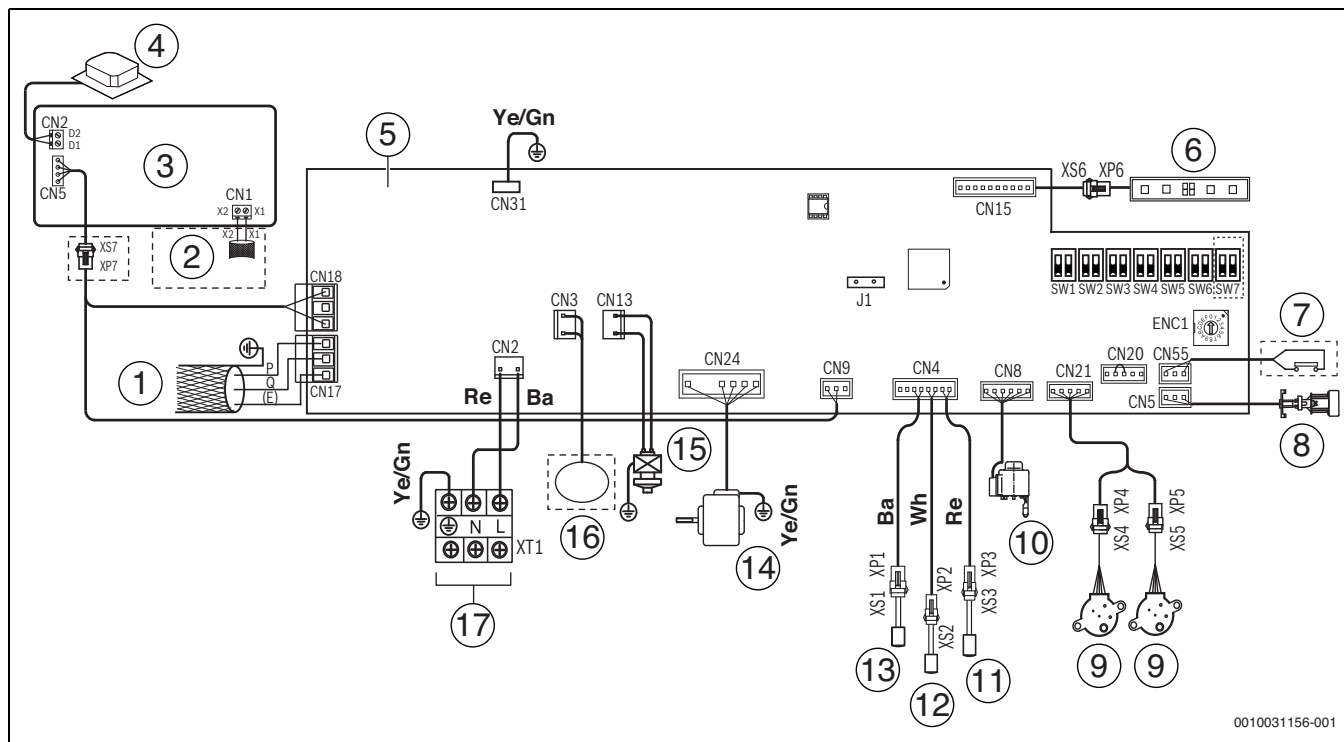 4
CN2
D2
D1
3
CN5
CN1
X2
X1
X2
X1
2
XS7
XP7
1
P
Q
(E)
CN18
CN17
5
Ye/Gn
CN31
CN15
XS6
XP6
6
SW1
SW2
SW3
SW4
SW5
SW6
SW7
J1
ENC1
7
CN3
CN13
CN2
Re
Ba
CN24
CN9
CN4
CN8
CN21
CN20
CN55
CN5
8
Ye/Gn
N
L
XT1
17
16
15
14
Ye/Gn
Ba
Wh
Re
XP1
XS1
XP2
XS2
XP3
XS3
13
12
11
10
XP4
XS4
XP5
XS5
9
9
0010031156-001